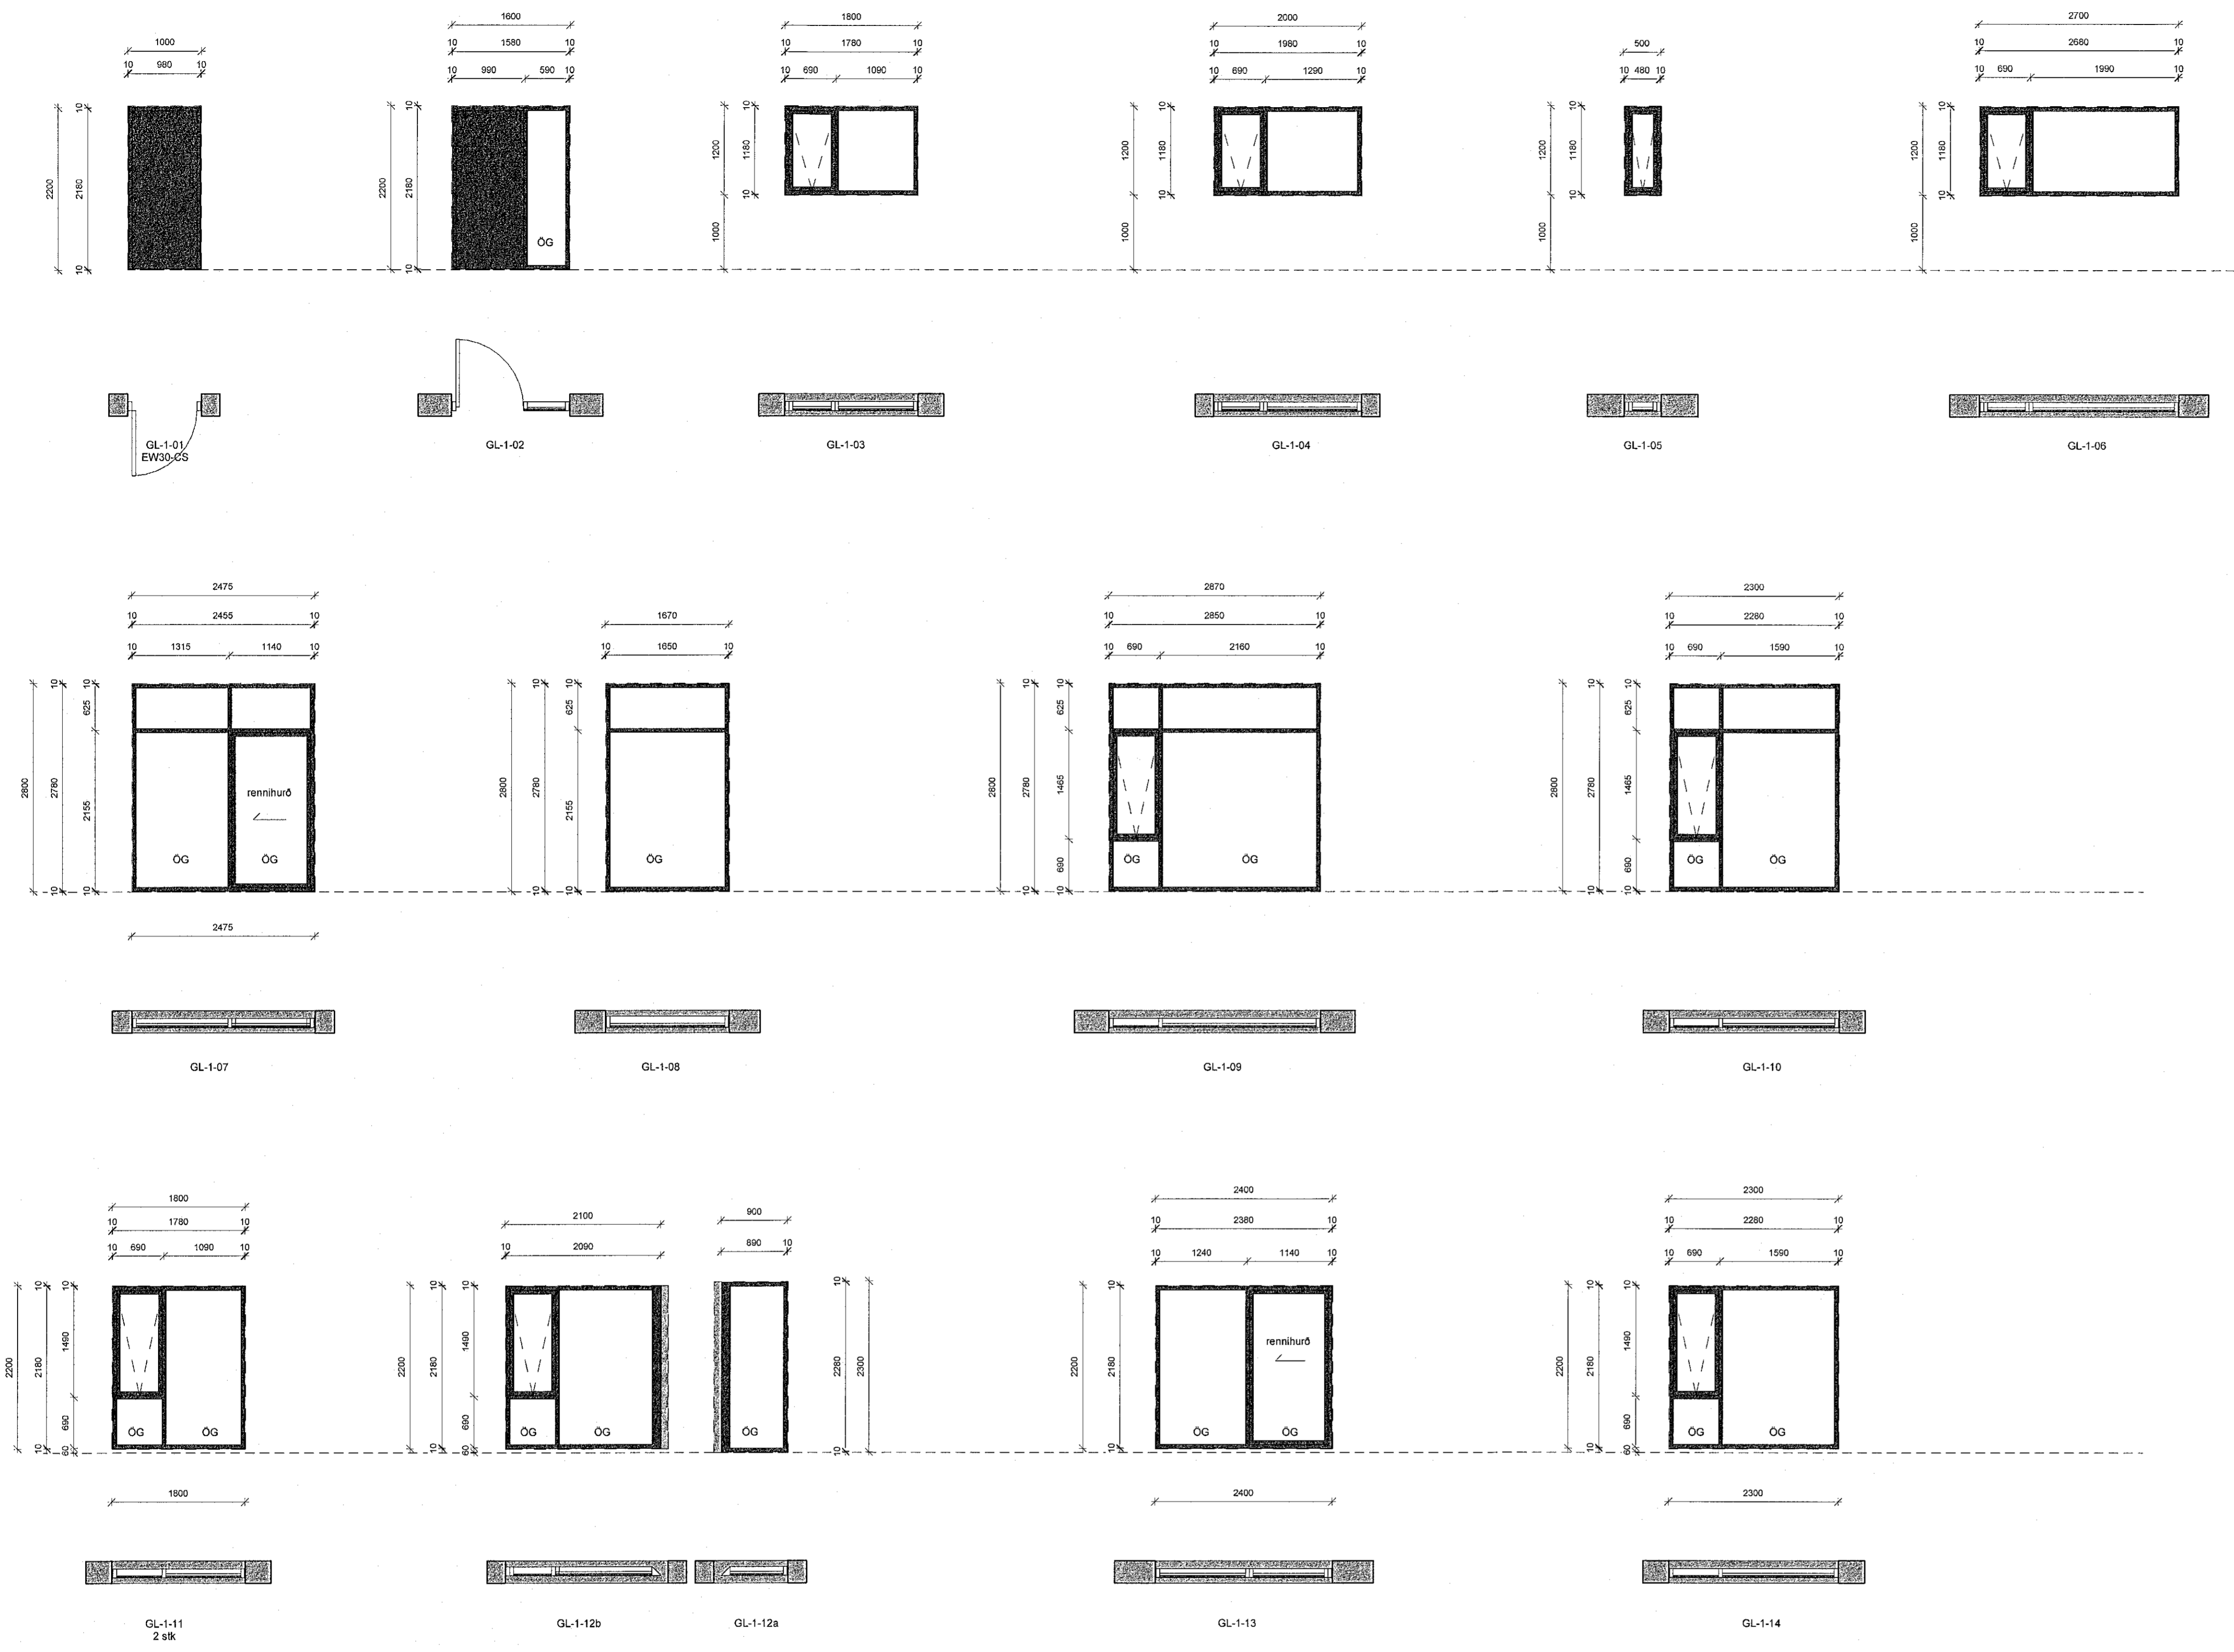 1000
10 980 10
1600
10 1580 10
10 990 590 10
1800
10 1780 10
10 690 1090 10
2000
10 1980 10
10 690 1290 10
500
10 480 10
2700
10 2680 10
10 690 1990 10
2200
10 2180 10
2200
10 2180 10
ÖG
1200
1000
10 1180 10
1200
1000
10 1180 10
1200
1000
10 1180 10
1200
1000
10 1180 10
GL-1-01
EW30-CS
GL-1-02
GL-1-03
GL-1-04
GL-1-05
GL-1-06
2475
10 2455 10
10 1315 1140 10
1670
10 1650 10
2870
10 2850 10
10 690 2160 10
2300
10 2280 10
10 690 1590 10
2800
10 2780 10
10 625 2155 10
rennihurð
ÖG ÖG
2800
10 2780 10
10 625 2155 10
ÖG
2800
10 2780 10
10 625 1465 690 10
ÖG ÖG
2800
10 2780 10
10 625 1465 690 10
ÖG ÖG
2475
GL-1-07
GL-1-08
GL-1-09
GL-1-10
1800
10 1780 10
10 690 1090 10
2100
10 2090
900
890 10
2400
10 2380 10
10 1240 1140 10
2300
10 2280 10
10 690 1590 10
2200
10 2180 10
10 1490 690 60
ÖG ÖG
2200
10 2180 10
10 1490 690 60
ÖG ÖG
ÖG
10 2280 10
2300
2200
10 2180 10
rennihurð
ÖG ÖG
2200
10 2180 10
10 1490 690 60
ÖG ÖG
1800
2400
2300
GL-1-11
2 stk
GL-1-12b
GL-1-12a
GL-1-13
GL-1-14